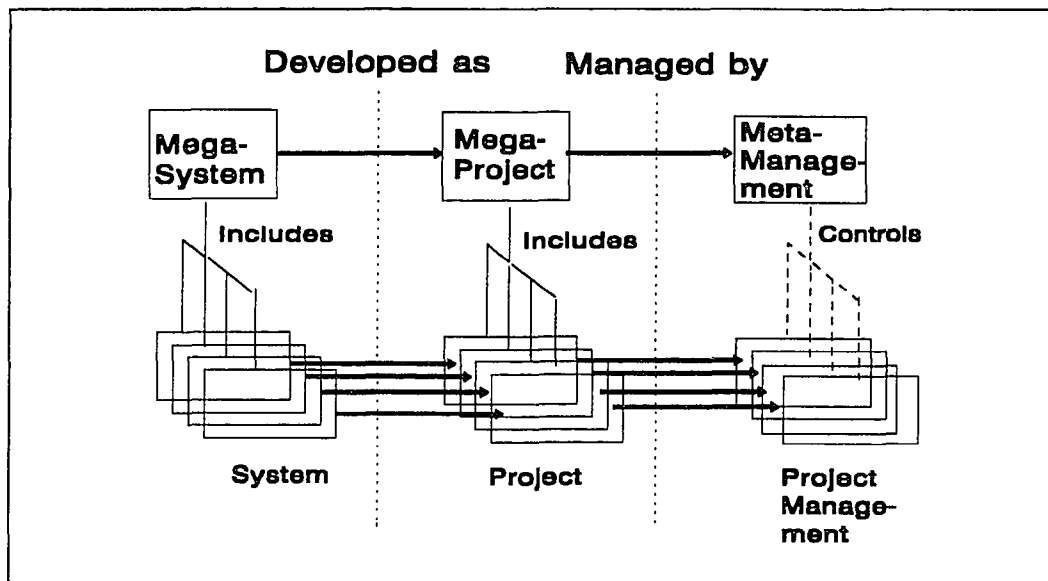 Developed as Managed by
Mega-
System
Mega-
Project
Meta-
Manage-
ment
Includes
Includes
Controls
System
Project
Project
Manage-
ment